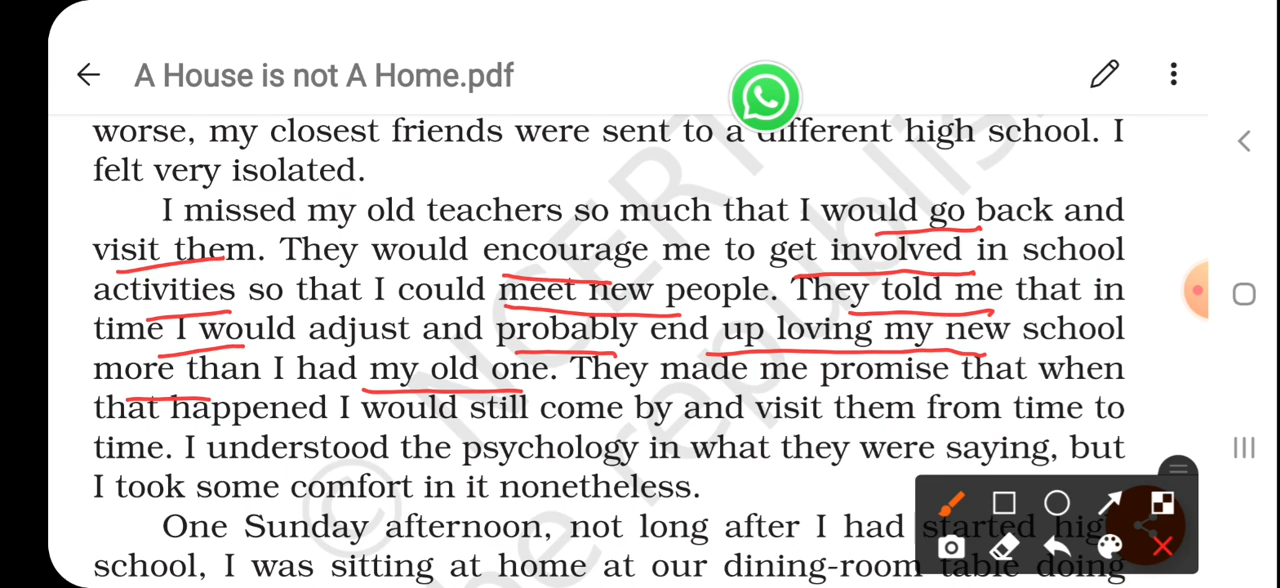 A House is not A Home.pdf
worse, my closest friends were sent to a different high school. I
felt very isolated.
I missed my old teachers so much that I would go back and
visit them. They would encourage me to get involved in school
activities so that I could meet new people. They told me that in
time I would adjust and probably end up loving my new school
more than I had my old one. They made me promise that when
that happened I would still come by and visit them from time to
time. I understood the psychology in what they were saying, but
I took some comfort in it nonetheless.
One Sunday afternoon, not long after I had started high
school, I was sitting at home at our dining-room table doing
© NCERT
be republis